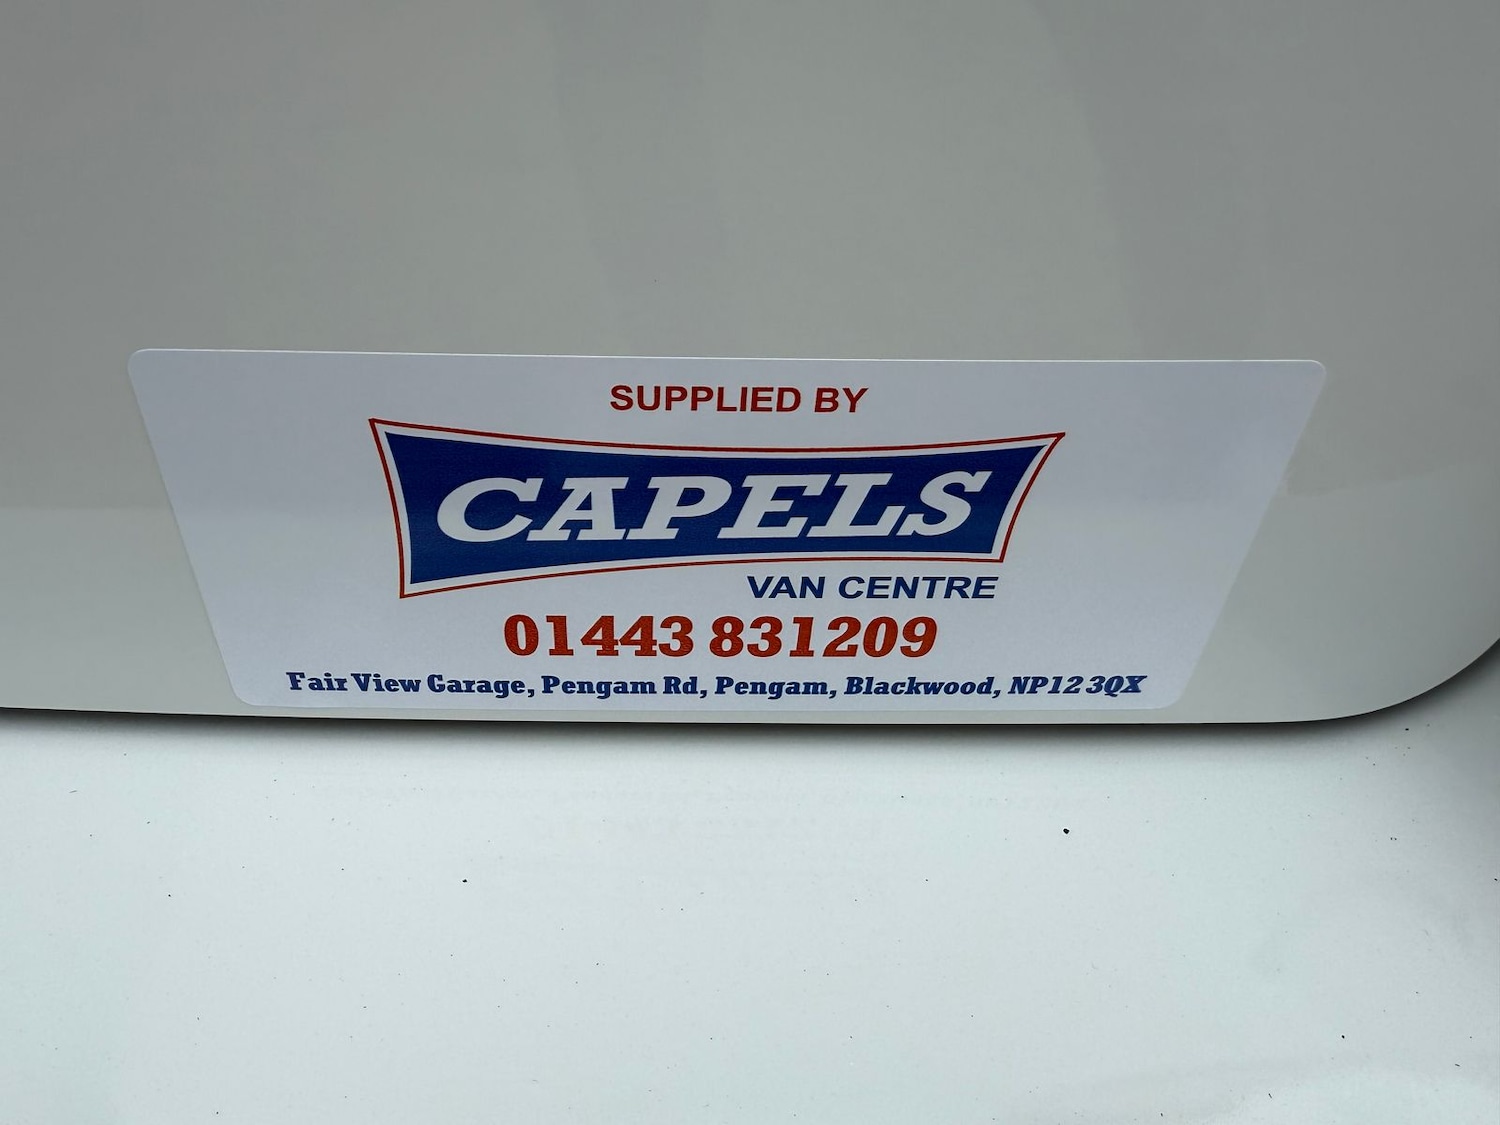 SUPPLIED BY
CAPELS
VAN CENTRE
01443 831209
Fair View Garage, Pengam Rd, Pengam, Blackwood, NP12 3QX